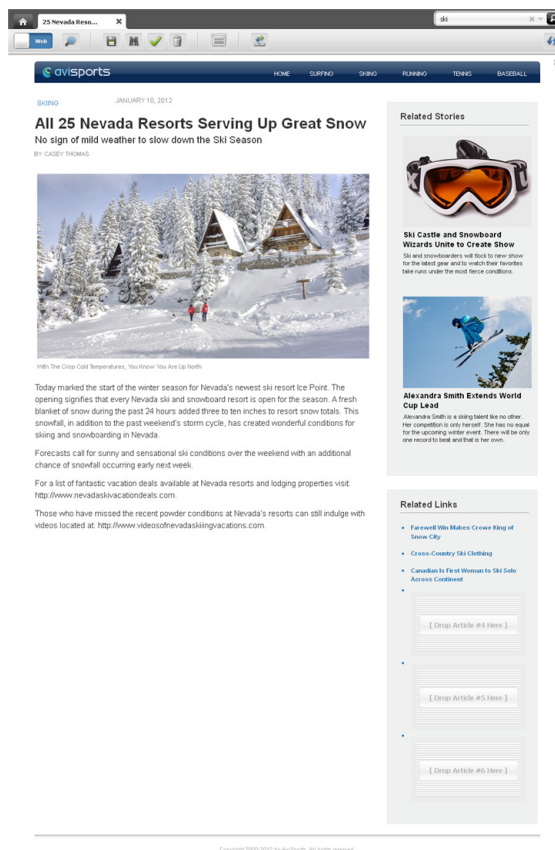 25 Nevada Reso...
ski
Web
avisports
HOME SURFING SKIING RUNNING TENNIS BASEBALL
SKIING
JANUARY 10, 2012
All 25 Nevada Resorts Serving Up Great Snow
No sign of mild weather to slow down the Ski Season
BY CASEY THOMAS
With The Crisp Cold Temperatures, You Know You Are Up North
Today marked the start of the winter season for Nevada's newest ski resort Ice Point. The
opening signifies that every Nevada ski and snowboard resort is open for the season. A fresh
blanket of snow during the past 24 hours added three to ten inches to resort snow totals. This
snowfall, in addition to the past weekend's storm cycle, has created wonderful conditions for
skiing and snowboarding in Nevada.
Forecasts call for sunny and sensational ski conditions over the weekend with an additional
chance of snowfall occurring early next week.
For a list of fantastic vacation deals available at Nevada resorts and lodging properties visit:
http://www.nevadaskivacationdeals.com.
Those who have missed the recent powder conditions at Nevada's resorts can still indulge with
videos located at: http://www.videosofnevadaskiingvacations.com.
Related Stories
Ski Castle and Snowboard
Wizards Unite to Create Show
Ski and snowboarders will flock to new show
for the latest gear and to watch their favorites
take runs under the most fierce conditions.
Alexandra Smith Extends World
Cup Lead
Alexandra Smith is a skiing talent like no other.
Her competition is only herself. She has no equal
for the upcoming winter event. There will be only
one record to beat and that is her own.
Related Links
Farewell Win Makes Crowe King of
Snow City
Cross-Country Ski Clothing
Canadian Is First Woman to Ski Solo
Across Continent
[ Drop Article #4 Here ]
[ Drop Article #5 Here ]
[ Drop Article #6 Here ]
Copyright 2000-2012 by AviSports. All rights reserved.